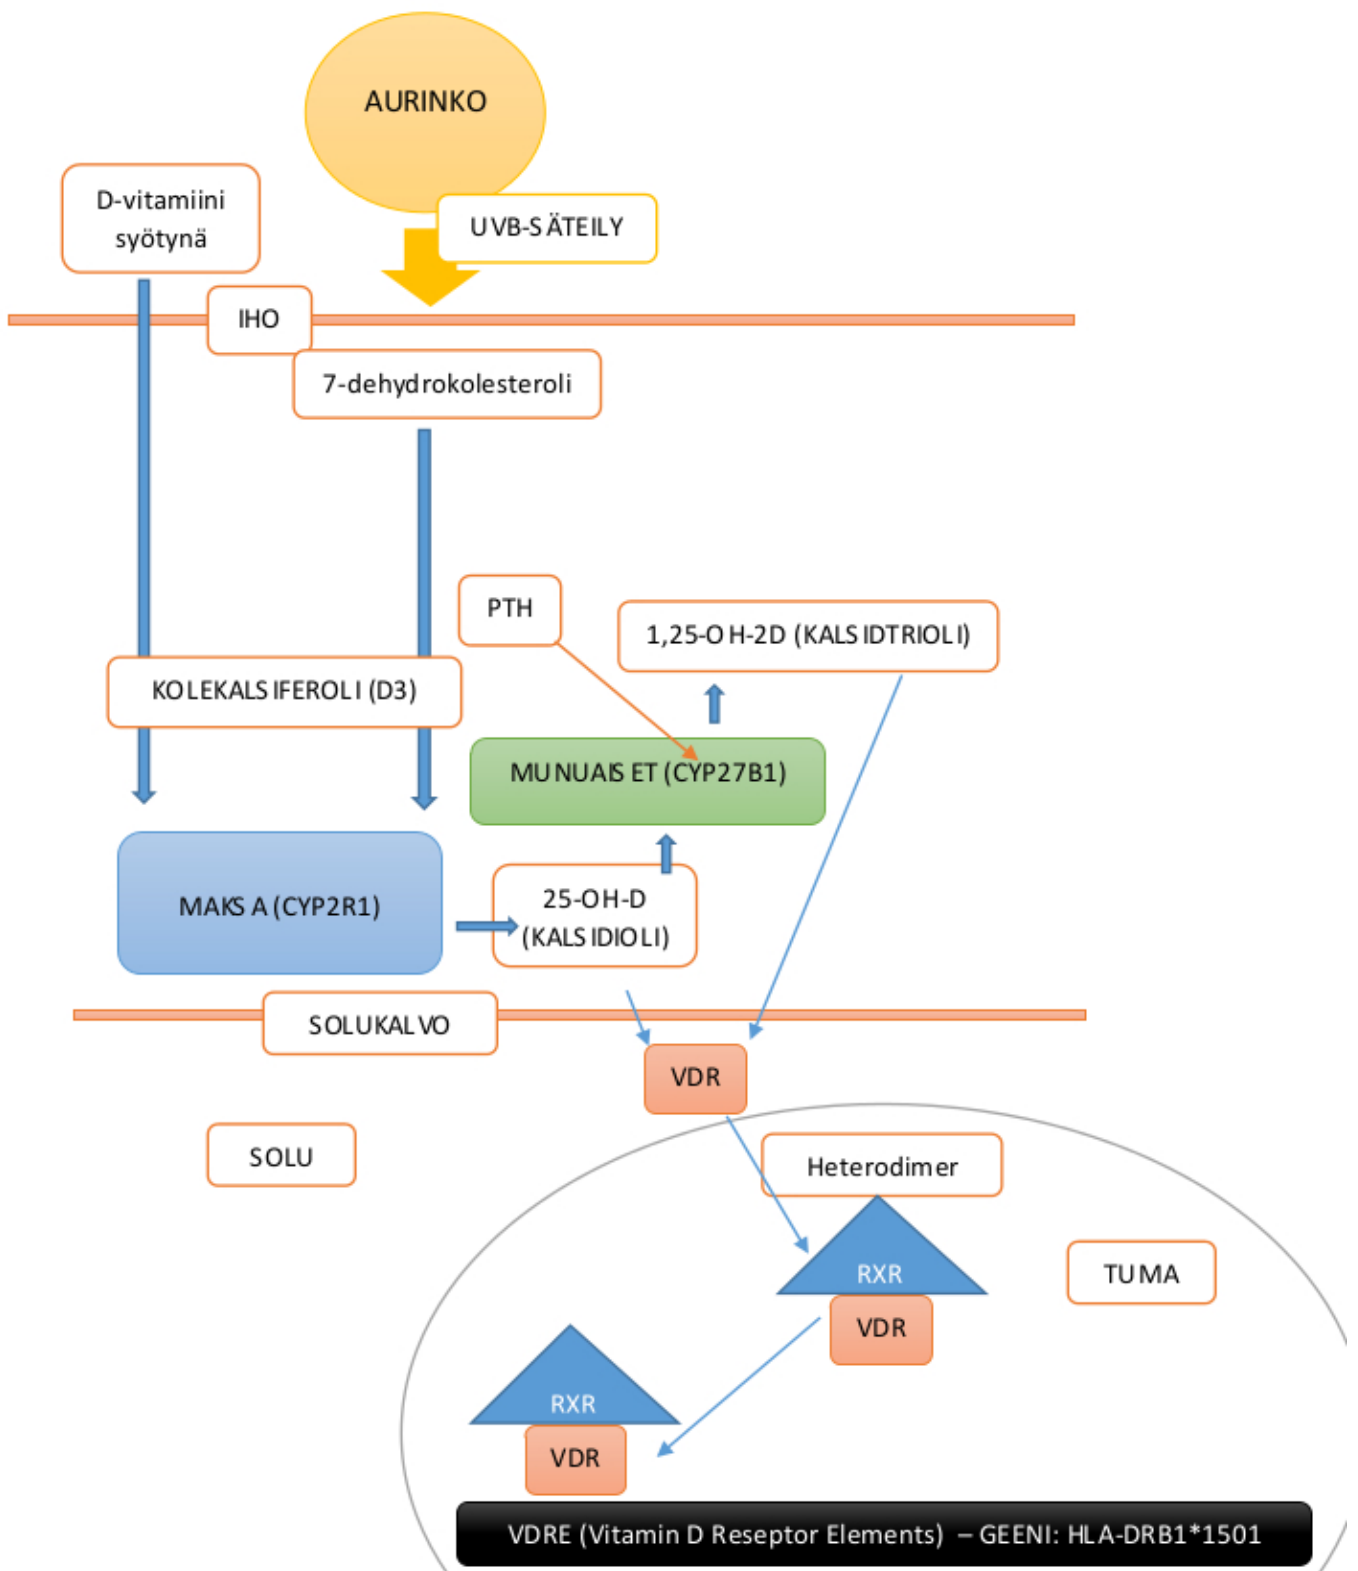 AURINKO
D-vitamiini
syötynä
UVB-SÄTEILY
IHO
7-dehydrokolesteroli
PTH
1,25-OH-2D (KALSIDTRIOLI)
KOLEKALSIFEROLI (D3)
MUNUAISET (CYP27B1)
MAKSA (CYP2R1)
25-OH-D
(KALSIDIOLI)
SOLUKALVO
VDR
SOLU
Heterodimer
RXR
TUMA
VDR
RXR
VDR
VDRE (Vitamin D Reseptor Elements) – GEENI: HLA-DRB1*1501